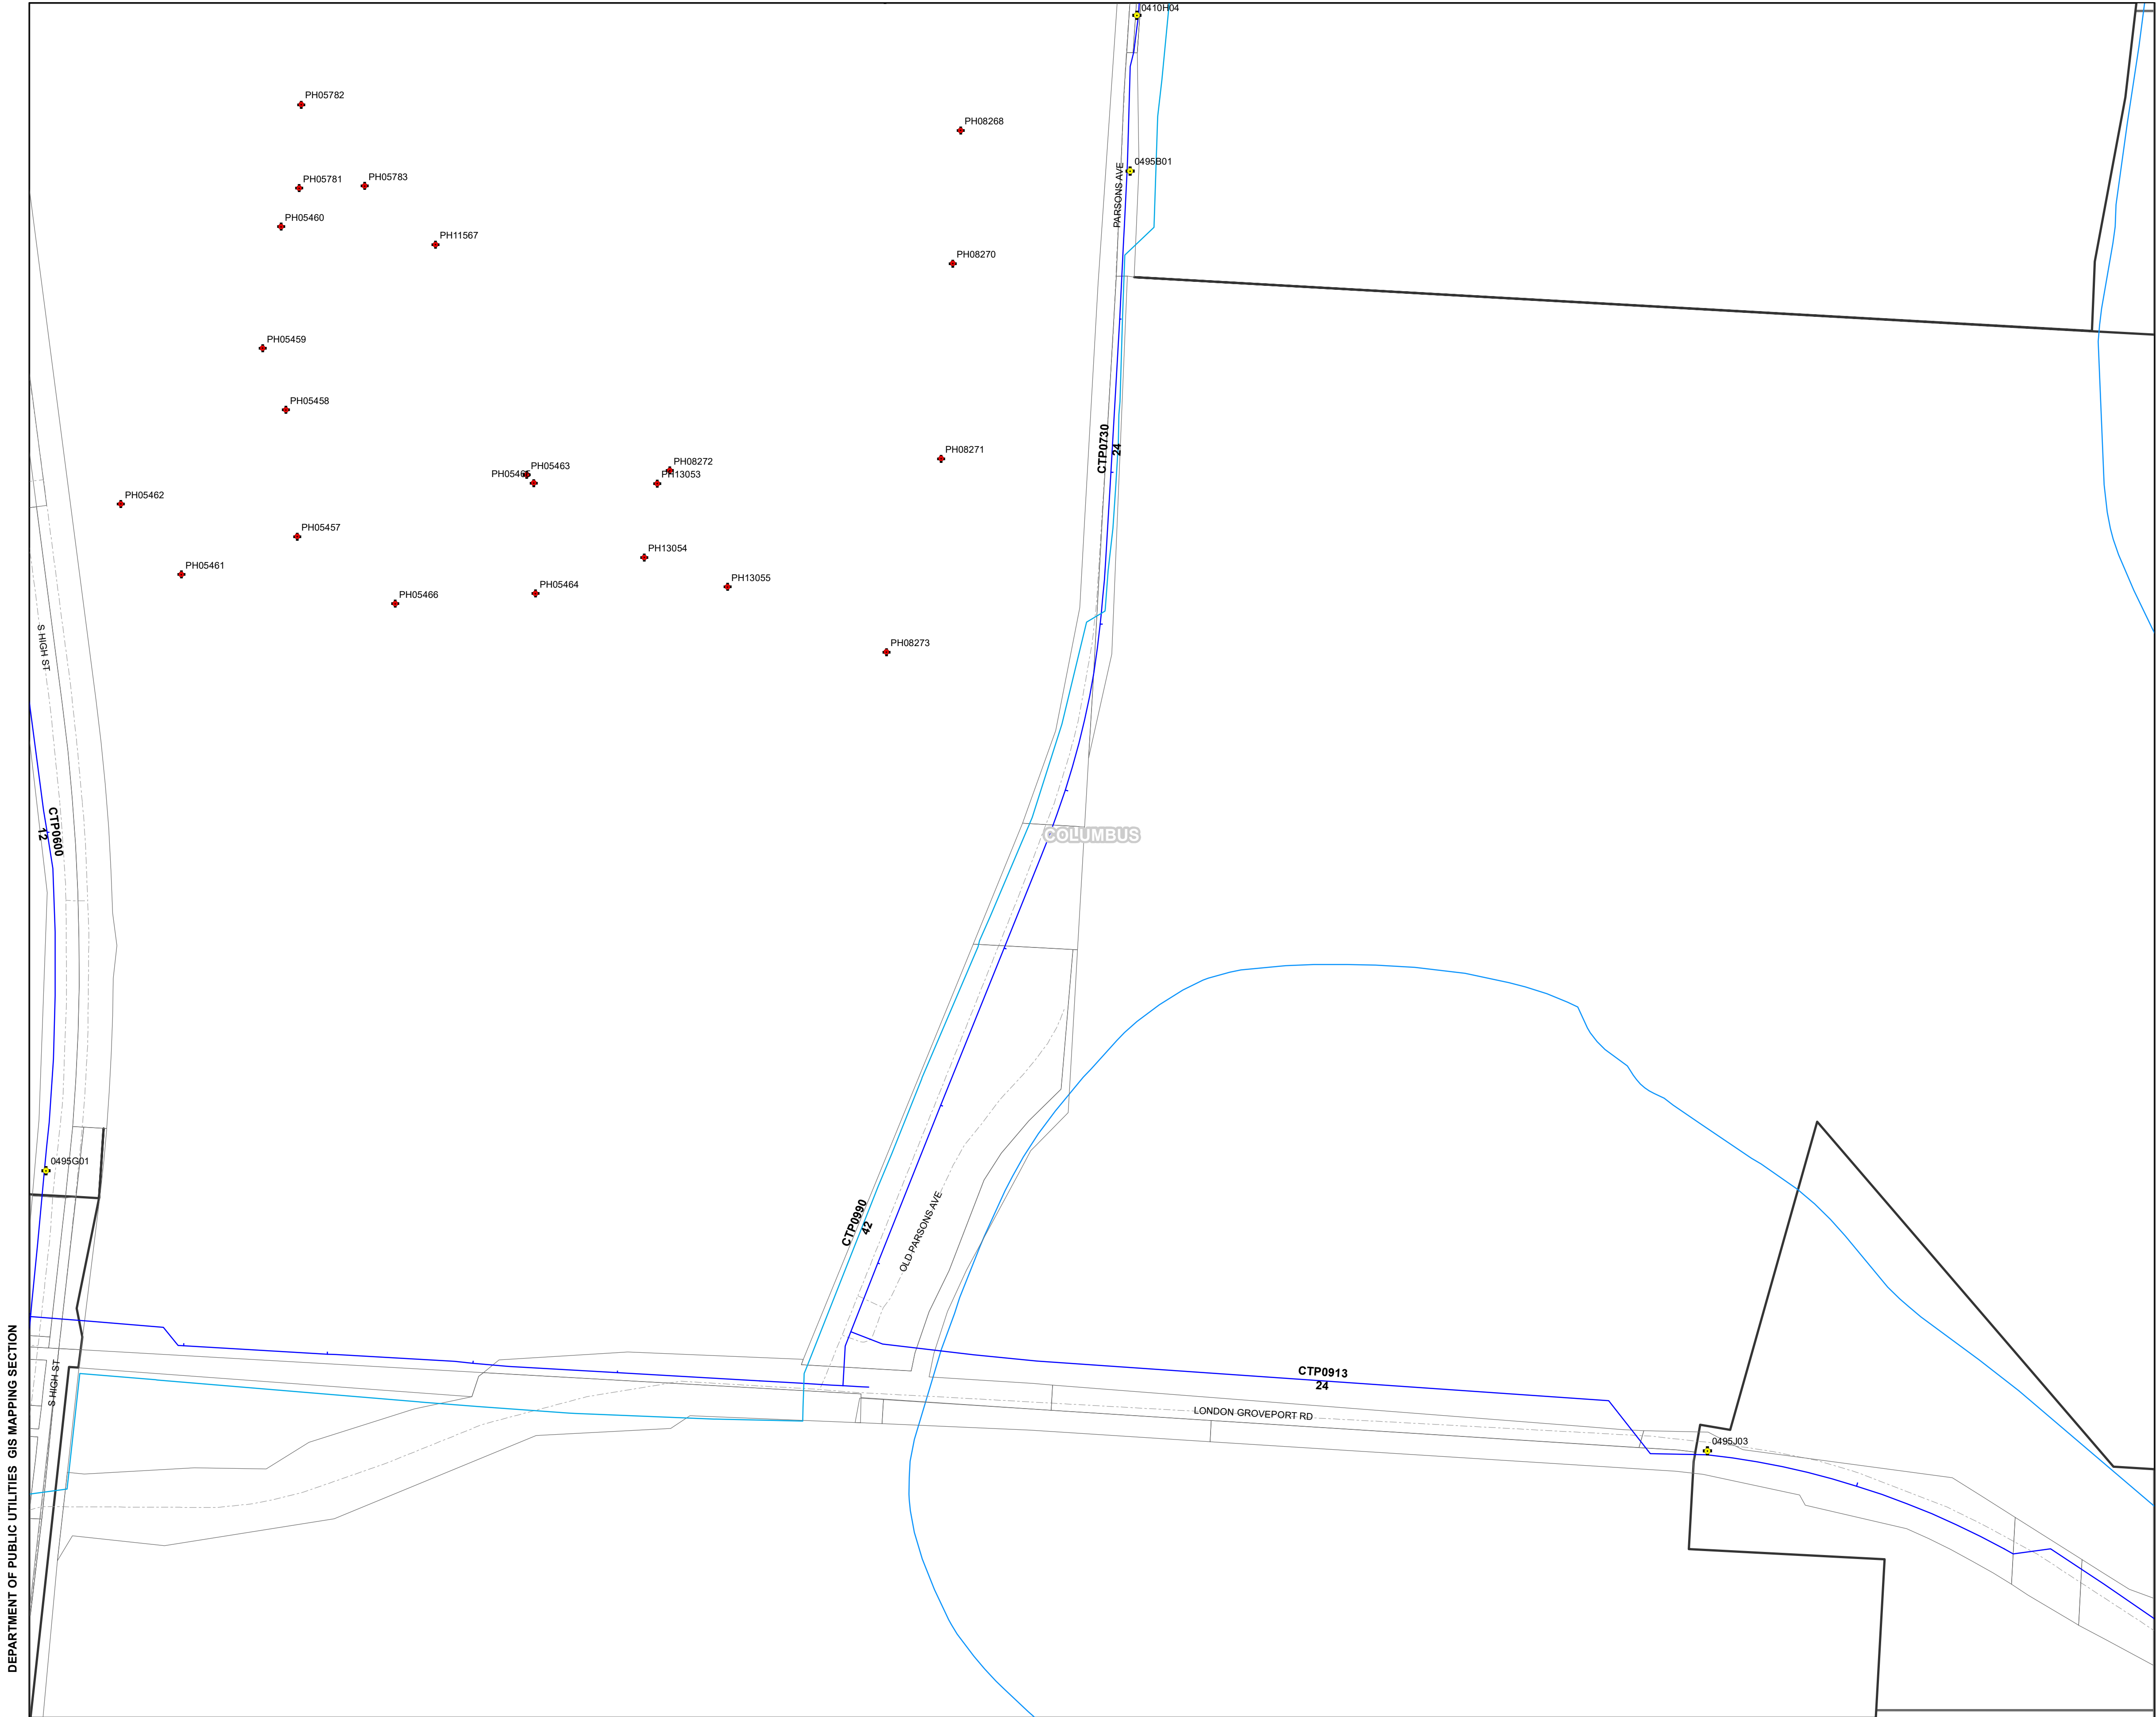 0410H04
PH05782
PH08268
0495B01
PARSONS AVE
PH05781
PH05783
PH05460
PH11567
PH08270
PH05459
PH05458
CTP0730
24
PH08271
PH05463
PH08272
PH13053
PH05462
PH05457
PH13054
PH05461
PH05464
PH13055
PH05466
S HIGH ST
PH08273
CTP0600
12
COLUMBUS
0495G01
CTP0990
42
OLD PARSONS AVE
CTP0913
24
S HIGH ST
LONDON GROVEPORT RD
0495J03
DEPARTMENT OF PUBLIC UTILITIES GIS MAPPING SECTION